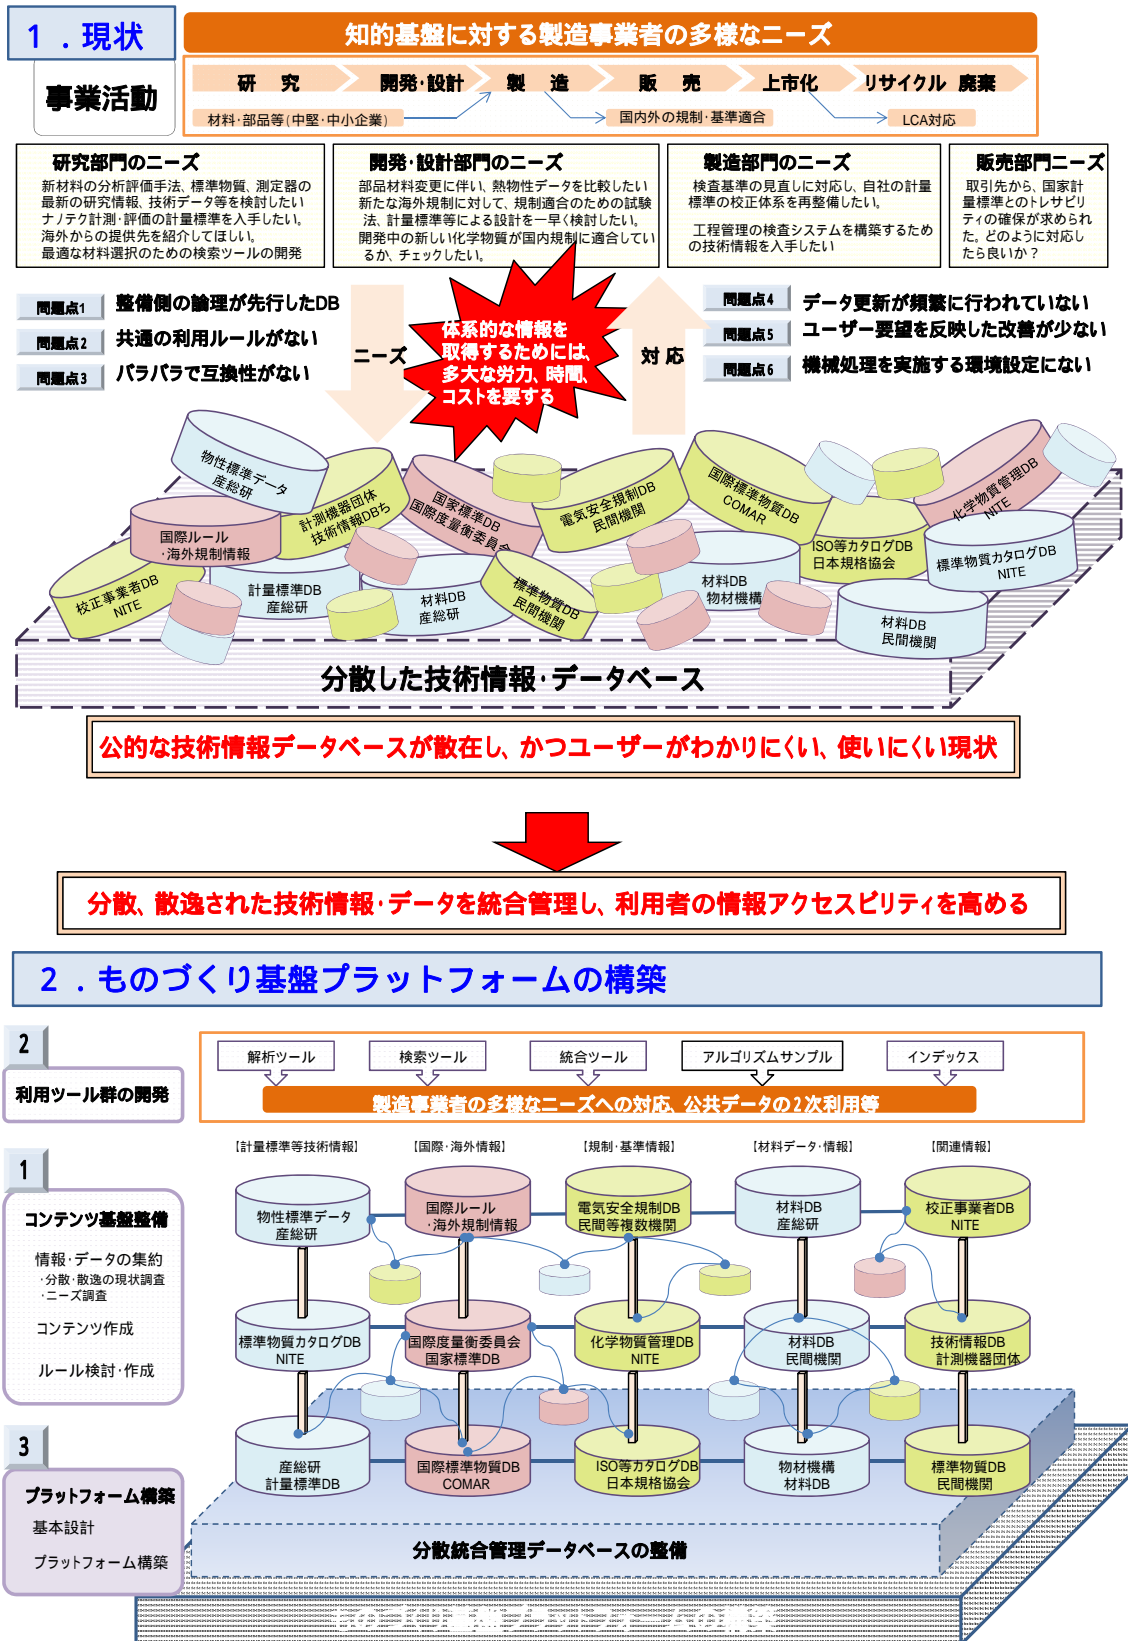 １．現状
知的基盤に対する製造事業者の多様なニーズ
事業活動
研　究
開発・設計
製　造
販　売
上市化
リサイクル 廃棄
材料・部品等(中堅・中小企業)
国内外の規制・基準適合
LCA対応
研究部門のニーズ
新材料の分析評価手法、標準物質、測定器の
最新の研究情報、技術データ等を検討したい
ナノテク計測・評価の計量標準を入手したい。
海外からの提供先を紹介してほしい。
最適な材料選択のための検索ツールの開発
開発・設計部門のニーズ
部品材料変更に伴い、熱物性データを比較したい
新たな海外規制に対して、規制適合のための試験
法、計量標準等による設計を一早く検討したい。
開発中の新しい化学物質が国内規制に適合してい
るか、チェックしたい。
製造部門のニーズ
検査基準の見直しに対応し、自社の計量
標準の校正体系を再整備したい。
工程管理の検査システムを構築するため
の技術情報を入手したい
販売部門ニーズ
取引先から、国家計
量標準とのトレサビリ
ティの確保が求められ
た。どのように対応し
たら良いか？
問題点1 整備側の論理が先行したDB
問題点2 共通の利用ルールがない
問題点3 バラバラで互換性がない
ニーズ
体系的な情報を
取得するためには、
多大な労力、時間、
コストを要する
対応
問題点4 データ更新が頻繁に行われていない
問題点5 ユーザー要望を反映した改善が少ない
問題点6 機械処理を実施する環境設定にない
物性標準データ
産総研
計測機器団体
技術情報DBら
国家標準DB
国際度量衡委員会
電気安全規制DB
民間機関
国際標準物質DB
COMAR
化学物質管理DB
NITE
国際ルール
・海外規制情報
ISO等カタログDB
日本規格協会
標準物質カタログDB
NITE
校正事業者DB
NITE
計量標準DB
産総研
材料DB
産総研
標準物質DB
民間機関
材料DB
物材機構
材料DB
民間機関
分散した技術情報・データベース
公的な技術情報データベースが散在し、かつユーザーがわかりにくい、使いにくい現状
分散、散逸された技術情報・データを統合管理し、利用者の情報アクセスビリティを高める
２．ものづくり基盤プラットフォームの構築
2
利用ツール群の開発
解析ツール
検索ツール
統合ツール
アルゴリズムサンプル
インデックス
製造事業者の多様なニーズへの対応、公共データの2次利用等
1
コンテンツ基盤整備
情報・データの集約
・分散・散逸の現状調査
・ニーズ調査
コンテンツ作成
ルール検討・作成
【計量標準等技術情報】
【国際・海外情報】
【規制・基準情報】
【材料データ・情報】
【関連情報】
物性標準データ
産総研
国際ルール
・海外規制情報
電気安全規制DB
民間等複数機関
材料DB
産総研
校正事業者DB
NITE
標準物質カタログDB
NITE
国際度量衡委員会
国家標準DB
化学物質管理DB
NITE
材料DB
民間機関
技術情報DB
計測機器団体
産総研
計量標準DB
国際標準物質DB
COMAR
ISO等カタログDB
日本規格協会
物材機構
材料DB
標準物質DB
民間機関
3
プラットフォーム構築
基本設計
プラットフォーム構築
分散統合管理データベースの整備